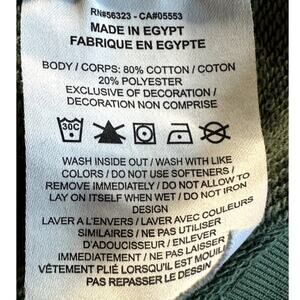 RN#56323 - CA#05553
MADE IN EGYPT
FABRIQUE EN EGYPTE
BODY / CORPS: 80% COTTON / COTON
20% POLYESTER
EXCLUSIVE OF DECORATION /
DECORATION NON COMPRISE
30C
WASH INSIDE OUT / WASH WITH LIKE
COLORS / DO NOT USE SOFTENERS /
REMOVE IMMEDIATELY / DO NOT ALLOW TO
LAY ON ITSELF WHEN WET / DO NOT IRON
DESIGN
LAVER A L'ENVERS / LAVER AVEC COULEURS
SIMILAIRES / NE PAS UTILISER
D'ADOUCISSEUR / ENLEVER
IMMEDIATEMENT / NE PAS LAISSER
VÊTEMENT PLIÉ LORSQU'IL EST MOUIL
PAS REPASSER LE DESSIN